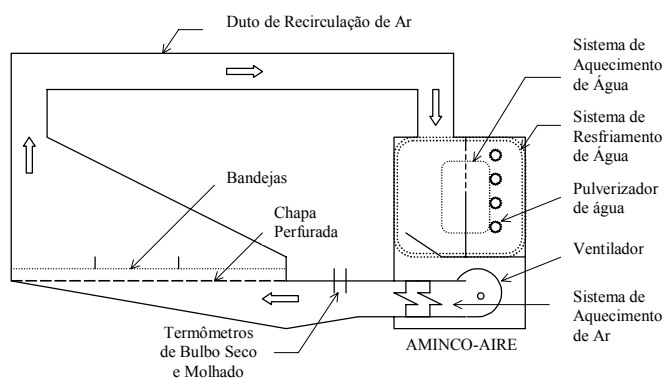 Duto de Recirculação de Ar
Sistema de
Aquecimento
de Água
Sistema de
Resfriamento
de Água
Bandejas
Chapa
Perfurada
Pulverizador
de água
Ventilador
Termômetros
de Bulbo Seco
e Molhado
AMINCO-AIRE
Sistema de
Aquecimento
de Ar